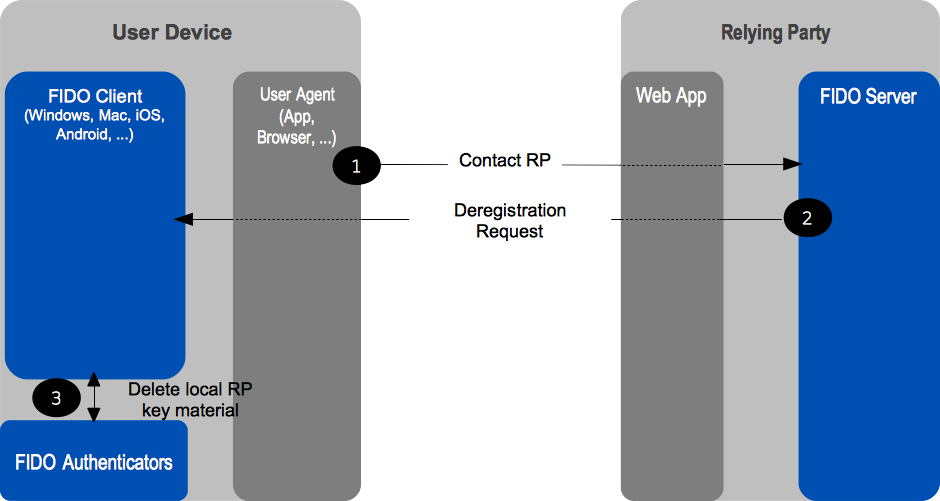 User Device
Relying Party
FIDO Client
(Windows, Mac, iOS,
Android, ...)
User Agent
(App,
Browser, ...)
Web App
FIDO Server
1
Contact RP
Deregistration
Request
2
3
Delete local RP
key material
FIDO Authenticators